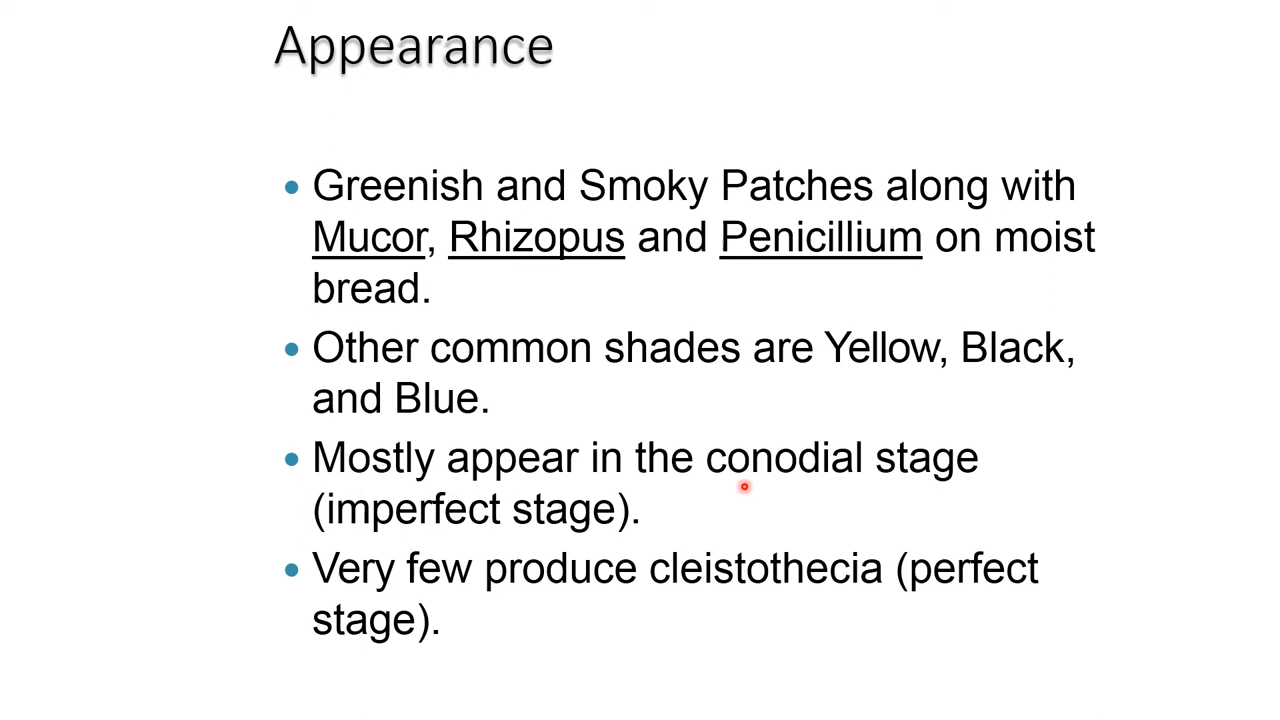 Appearance
• Greenish and Smoky Patches along with
Mucor, Rhizopus and Penicillium on moist
bread.
• Other common shades are Yellow, Black,
and Blue.
• Mostly appear in the conodial stage
(imperfect stage).
• Very few produce cleistothecia (perfect
stage).